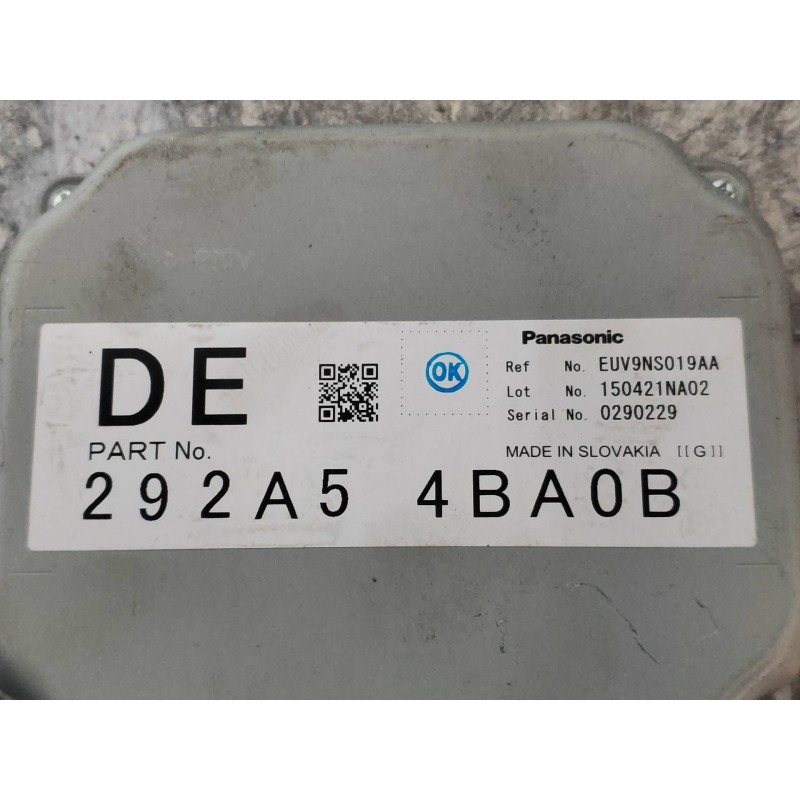 DE
PART No.
OK
Panasonic
Ref No. EUV9NS019AA
Lot No. 150421NA02
Serial No. 0290229
MADE IN SLOVAKIA [[G]]
292A5 4BA0B